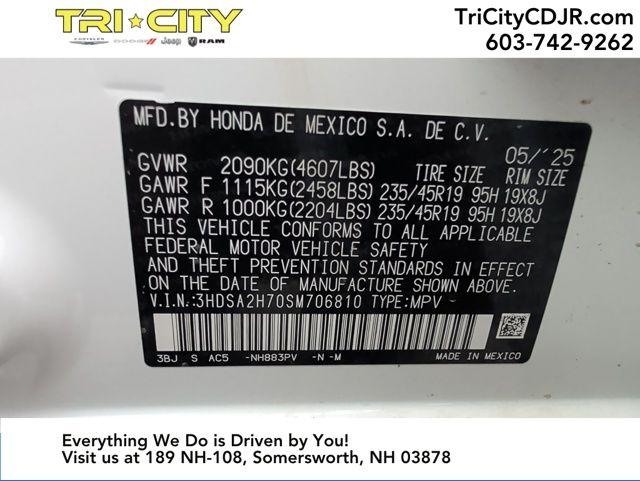 TRI CITY
CHRYSLER DODGE Jeep RAM
TriCityCDJR.com
603-742-9262
MFD.BY HONDA DE MEXICO S.A. DE C.V.
05/'25
GVWR 2090KG(4607LBS) TIRE SIZE RIM SIZE
GAWR F 1115KG(2458LBS) 235/45R19 95H 19X8J
GAWR R 1000KG(2204LBS) 235/45R19 95H 19X8J
THIS VEHICLE CONFORMS TO ALL APPLICABLE
FEDERAL MOTOR VEHICLE SAFETY
AND THEFT PREVENTION STANDARDS IN EFFECT
ON THE DATE OF MANUFACTURE SHOWN ABOVE.
V.I.N.:3HDSA2H70SM706810 TYPE:MPV
3BJ S AC5 -NH883PV -N -M MADE IN MEXICO
Everything We Do is Driven by You!
Visit us at 189 NH-108, Somersworth, NH 03878